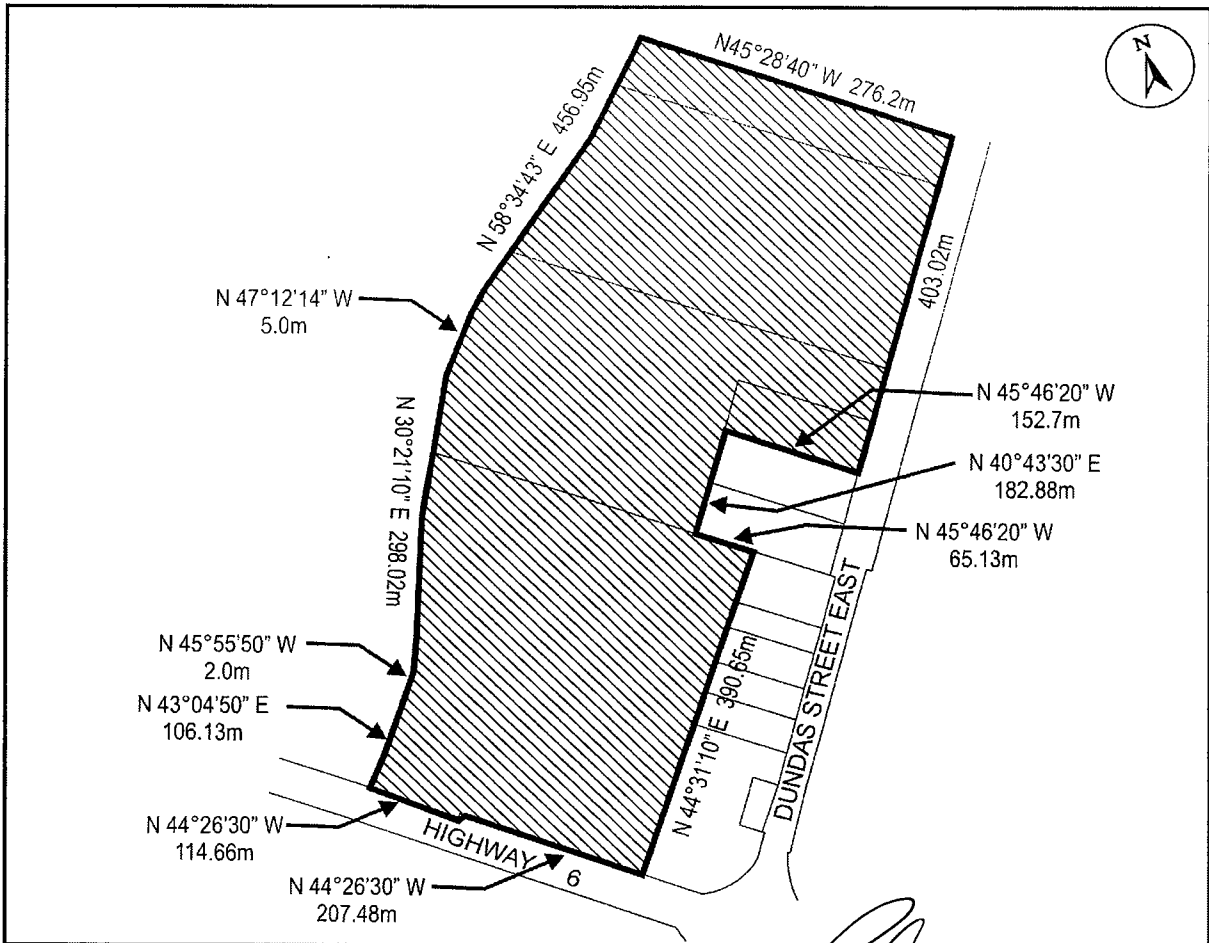 N
N45°28'40" W 276.2m
N 58°34'43" E 456.95m
403.02m
N 47°12'14" W
5.0m
N 45°46'20" W
152.7m
N 40°43'30" E
182.88m
N 45°46'20" W
65.13m
N 30°21'10" E 298.02m
N 45°55'50" W
2.0m
N 43°04'50" E
106.13m
N 44°31'10" E 390.65m
DUNDAS STREET EAST
N 44°26'30" W
114.66m
HIGHWAY 6
N 44°26'30" W
207.48m